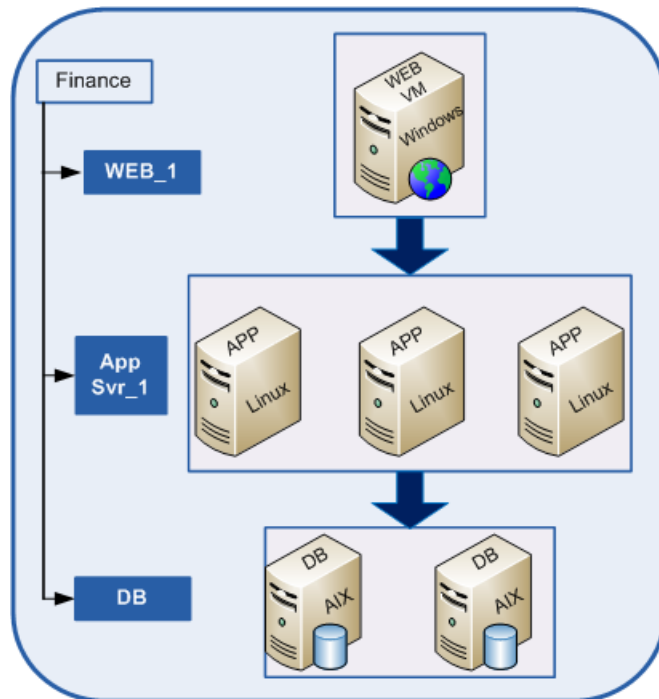 Finance
WEB
VM
Windows
WEB_1
App
Svr_1
APP
Linux
APP
Linux
APP
Linux
DB
DB
AIX
DB
AIX